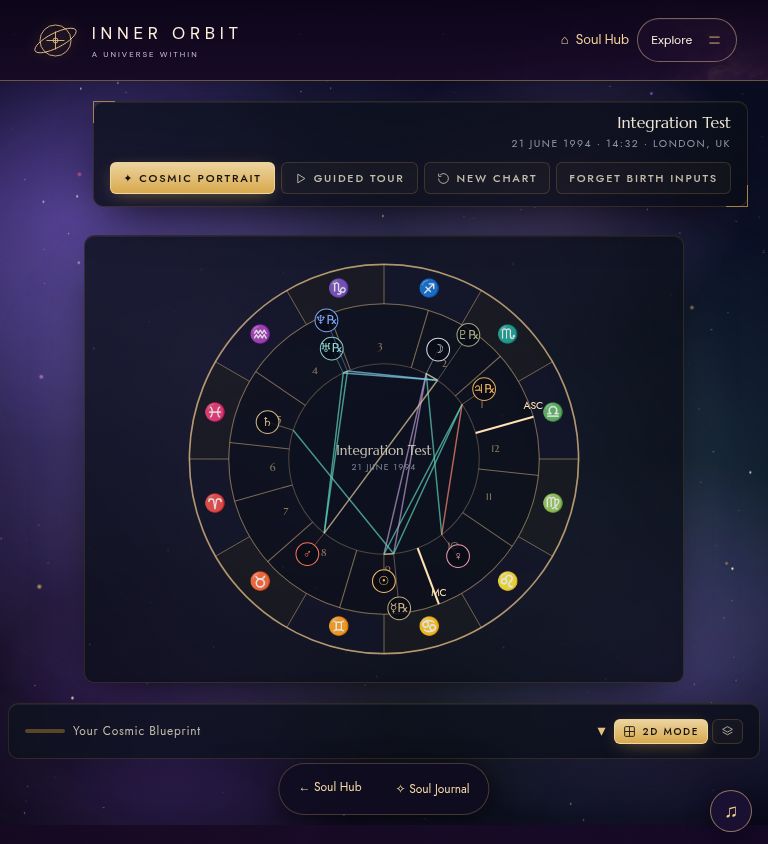 INNER ORBIT
A UNIVERSE WITHIN
⌂ Soul Hub
Explore
Integration Test
21 JUNE 1994 · 14:32 · LONDON, UK
✦ COSMIC PORTRAIT
GUIDED TOUR
NEW CHART
FORGET BIRTH INPUTS
♑ ♐
♆℞
♒ ♇℞ ♏
♅℞ 3 ☽
2
4
♃℞
1
ASC
♓ ♎
♄ 5
12
Integration Test
6
21 JUNE 1994
♈ 11 ♍
7
♂ 8 ♀
9
♉ ☉ ♌
MC
☿℞
♊ ♋
Your Cosmic Blueprint
▼
2D MODE
← Soul Hub
✧ Soul Journal
♫